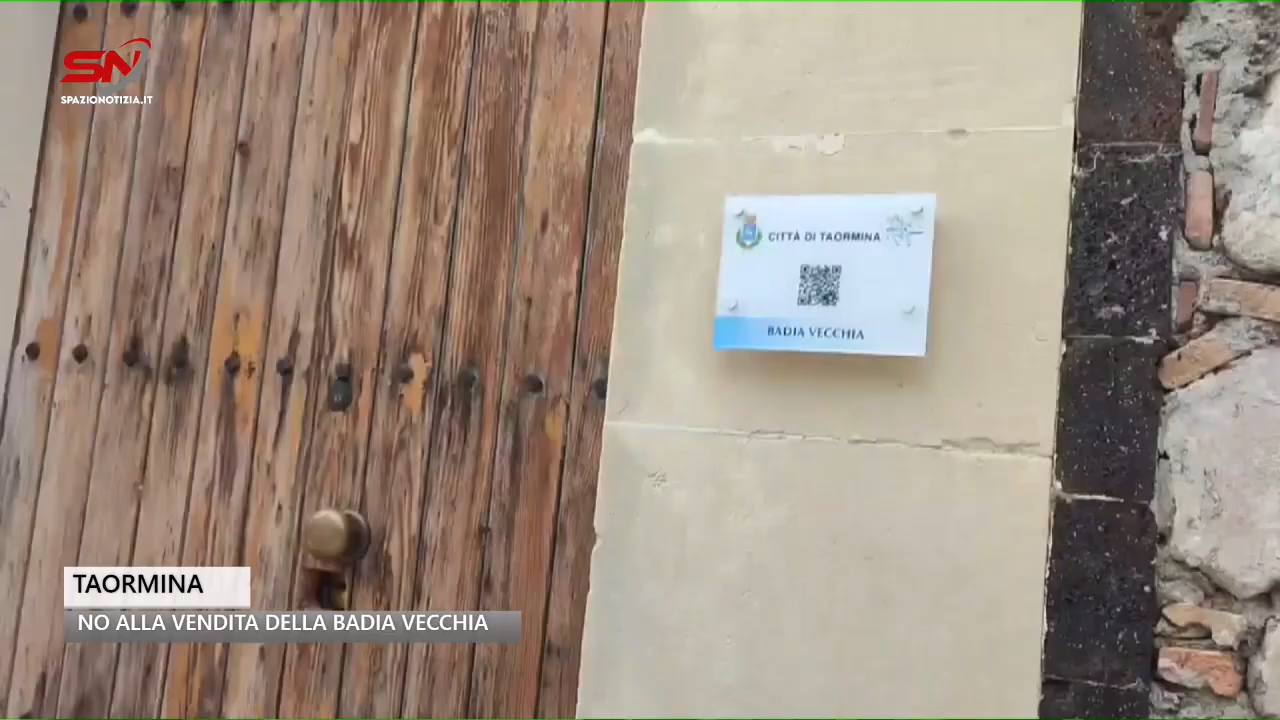 SN
SPAZIONOTIZIA.IT
CITTÀ DI TAORMINA
BADIA VECCHIA
TAORMINA
NO ALLA VENDITA DELLA BADIA VECCHIA